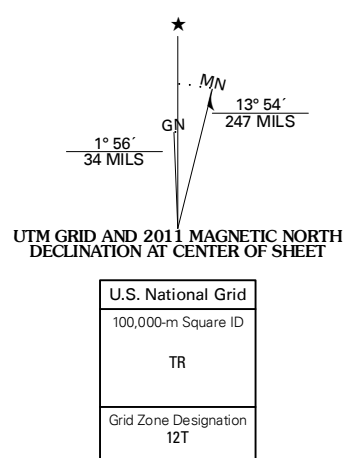 ★
MN
GN
1° 56´
34 MILS
13° 54´
247 MILS
UTM GRID AND 2011 MAGNETIC NORTH
DECLINATION AT CENTER OF SHEET
U.S. National Grid
100,000-m Square ID
TR
Grid Zone Designation
12T